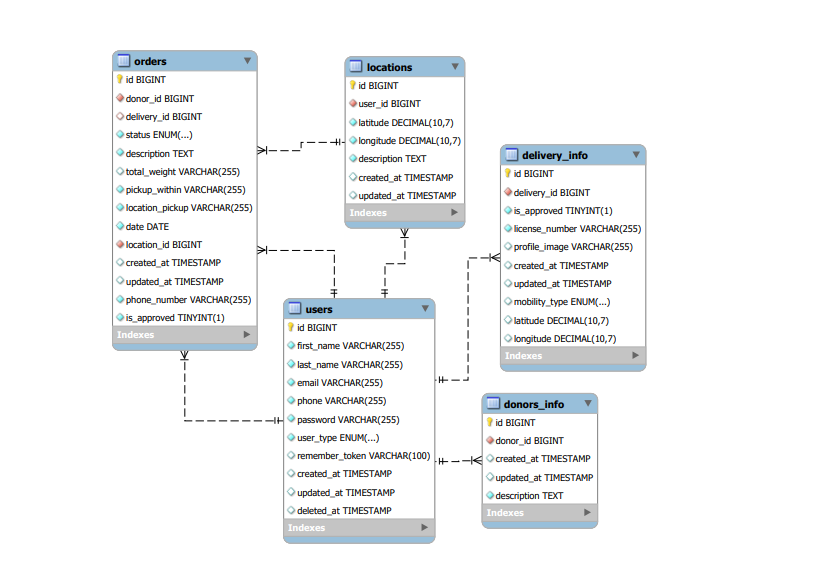 orders
id BIGINT
donor_id BIGINT
delivery_id BIGINT
status ENUM(...)
description TEXT
total_weight VARCHAR(255)
pickup_within VARCHAR(255)
location_pickup VARCHAR(255)
date DATE
location_id BIGINT
created_at TIMESTAMP
updated_at TIMESTAMP
phone_number VARCHAR(255)
is_approved TINYINT(1)
Indexes
locations
id BIGINT
user_id BIGINT
latitude DECIMAL(10,7)
longitude DECIMAL(10,7)
description TEXT
created_at TIMESTAMP
updated_at TIMESTAMP
Indexes
delivery_info
id BIGINT
delivery_id BIGINT
is_approved TINYINT(1)
license_number VARCHAR(255)
profile_image VARCHAR(255)
created_at TIMESTAMP
updated_at TIMESTAMP
mobility_type ENUM(...)
latitude DECIMAL(10,7)
longitude DECIMAL(10,7)
Indexes
users
id BIGINT
first_name VARCHAR(255)
last_name VARCHAR(255)
email VARCHAR(255)
phone VARCHAR(255)
password VARCHAR(255)
user_type ENUM(...)
remember_token VARCHAR(100)
created_at TIMESTAMP
updated_at TIMESTAMP
deleted_at TIMESTAMP
Indexes
donors_info
id BIGINT
donor_id BIGINT
created_at TIMESTAMP
updated_at TIMESTAMP
description TEXT
Indexes